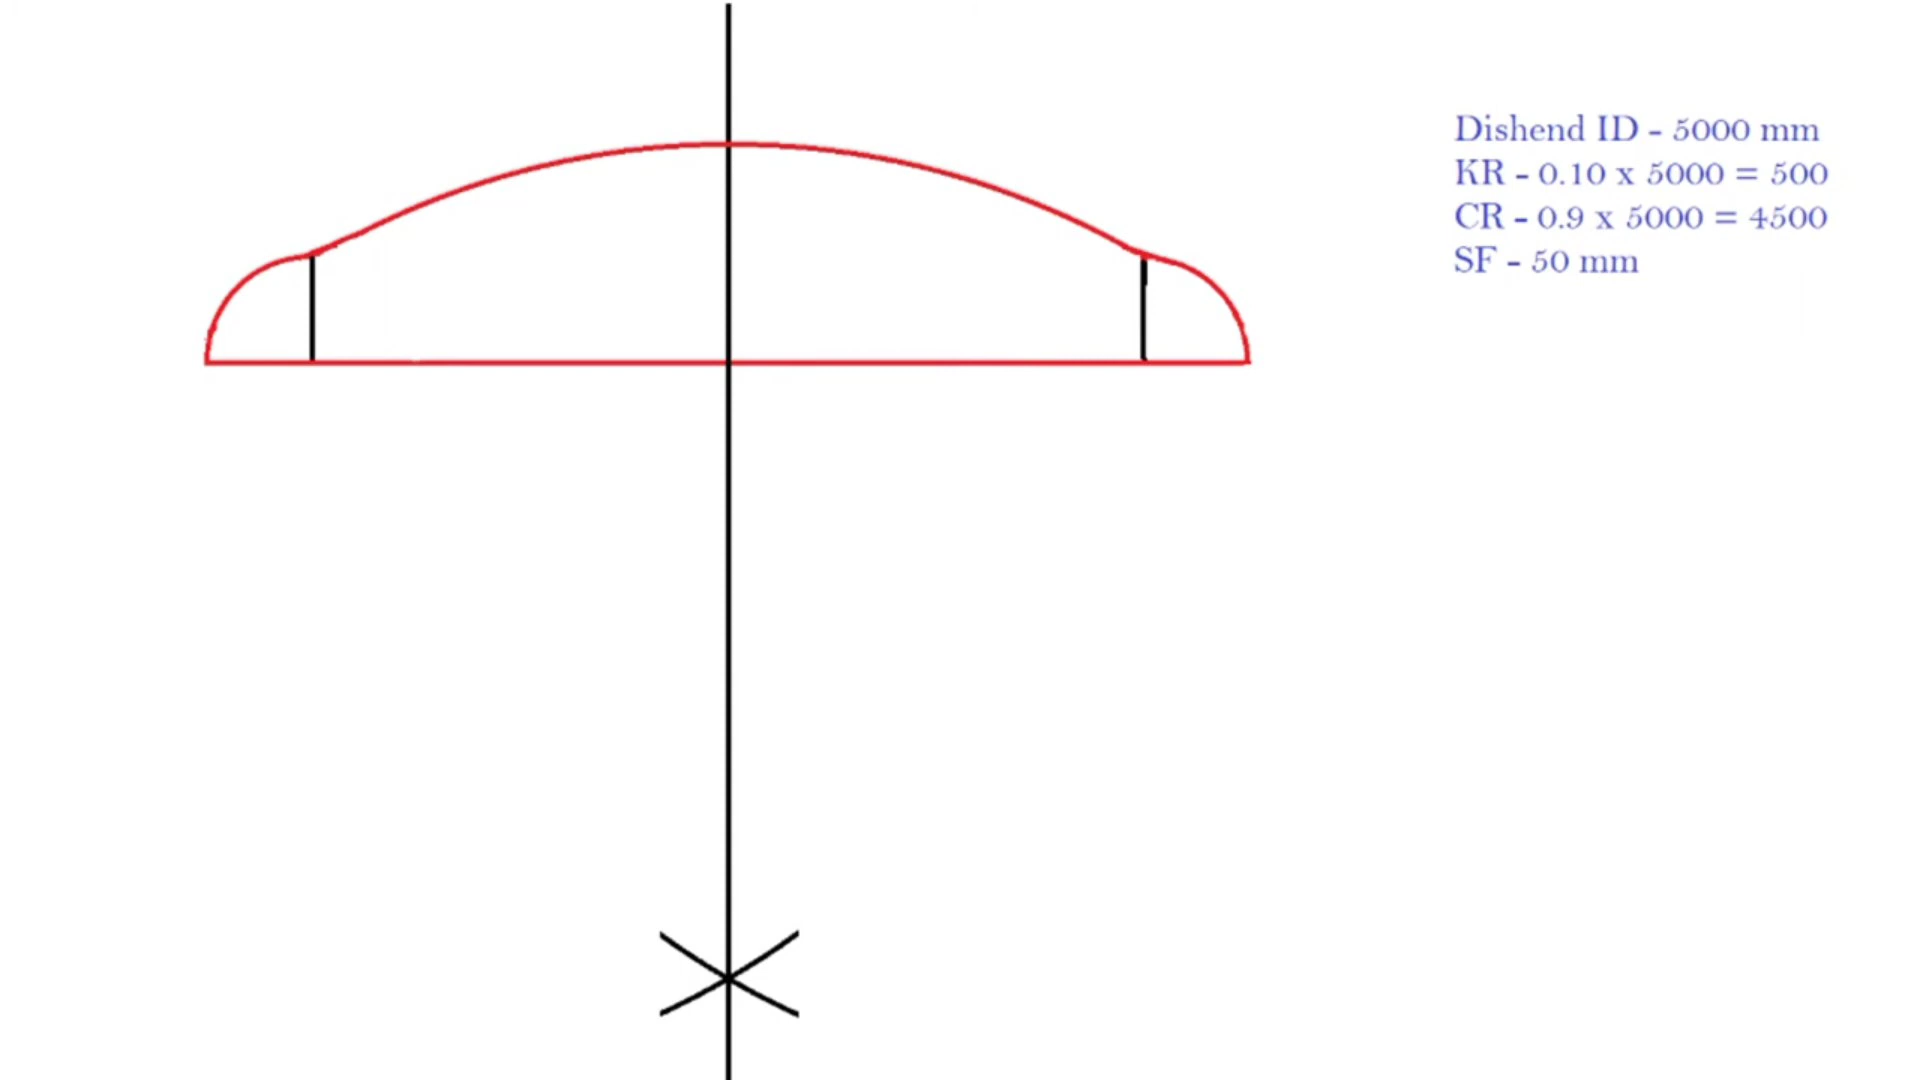 Dishend ID - 5000 mm
KR - 0.10 x 5000 = 500
CR - 0.9 x 5000 = 4500
SF - 50 mm